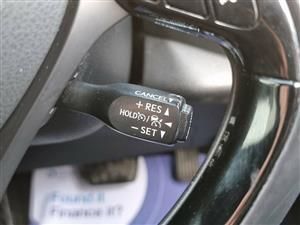 CANCEL
+ RES ▲
HOLD(S)/
− SET ▼
Found it
Finance it?